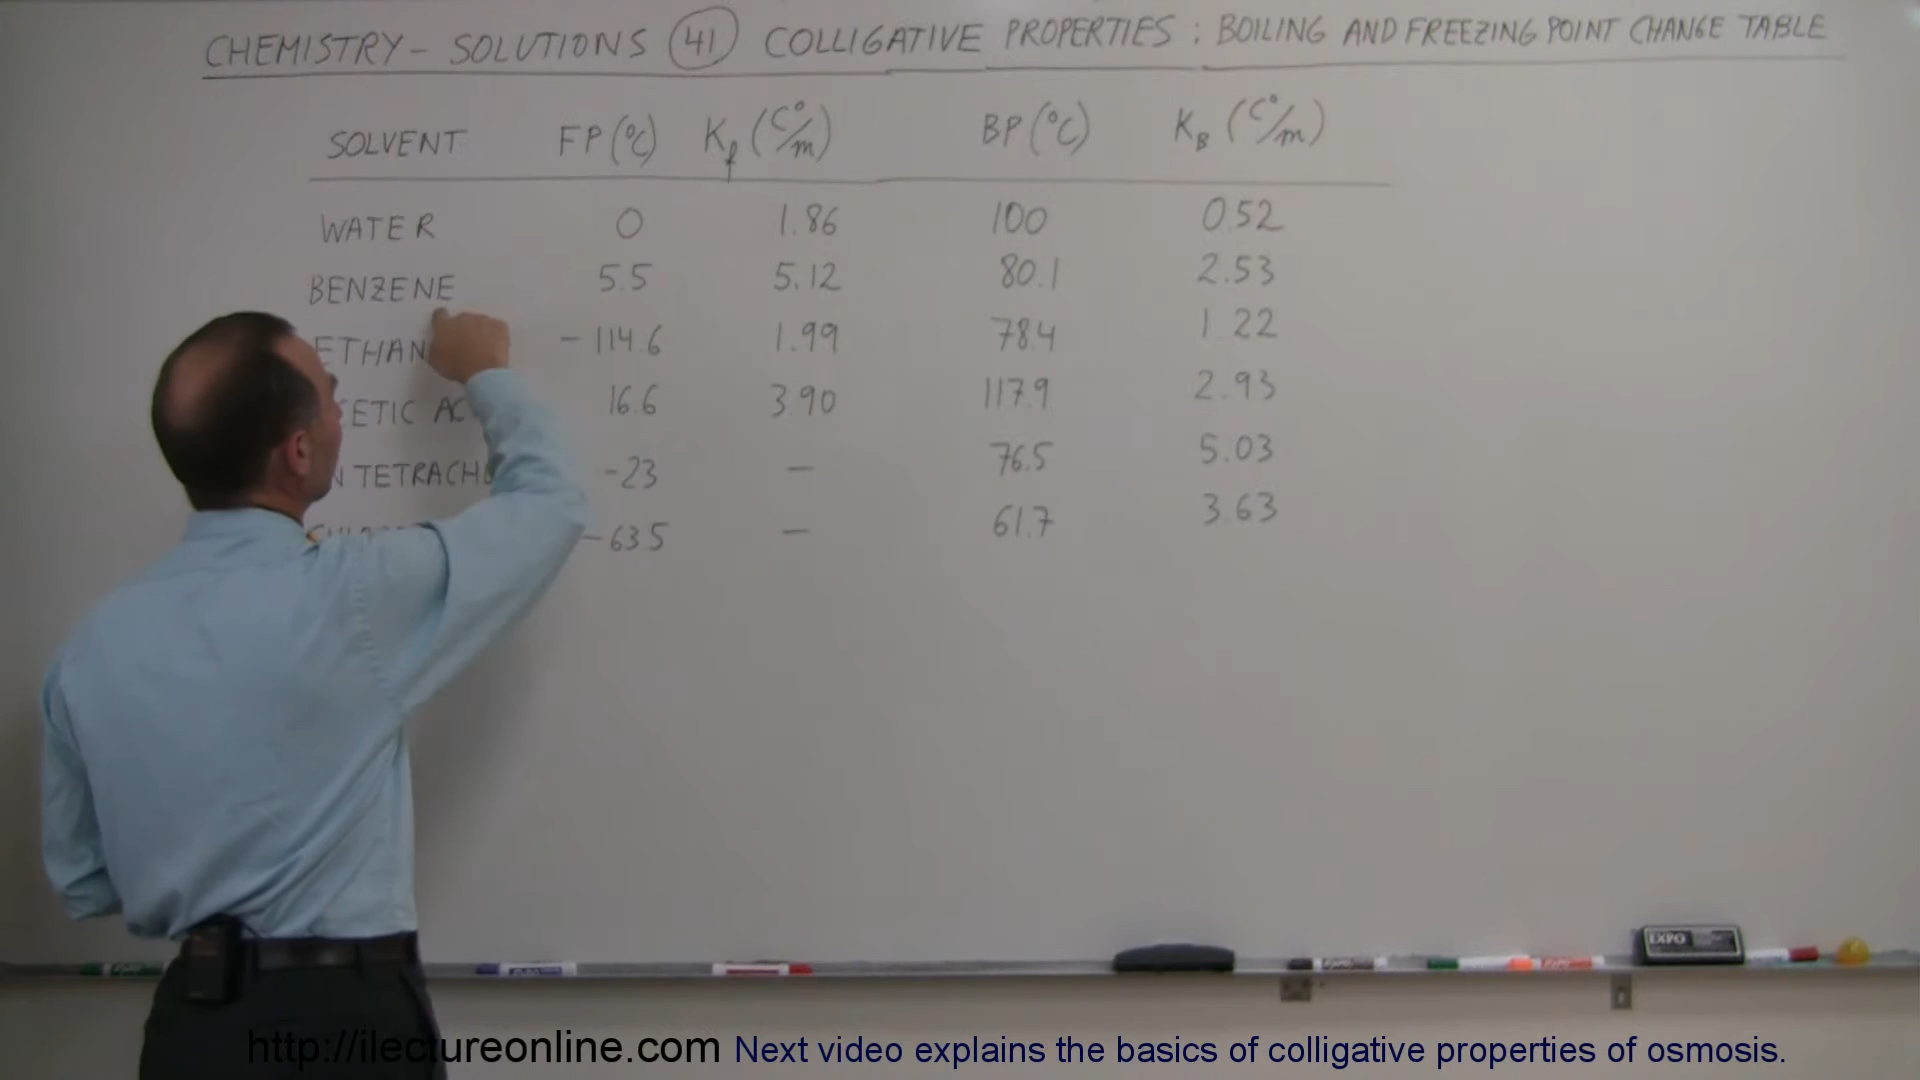 CHEMISTRY - SOLUTIONS 41 COLLIGATIVE PROPERTIES : BOILING AND FREEZING POINT CHANGE TABLE
SOLVENT FP (°C) Kf (C°/m) BP (°C) KB (C°/m)
WATER 0 1.86 100 0.52
BENZENE 5.5 5.12 80.1 2.53
ETHAN -114.6 1.99 78.4 1.22
CETIC AC 16.6 3.90 117.9 2.93
N TETRACH -23 - 76.5 5.03
-63.5 - 61.7 3.63
EXPO
http://ilectureonline.com Next video explains the basics of colligative properties of osmosis.